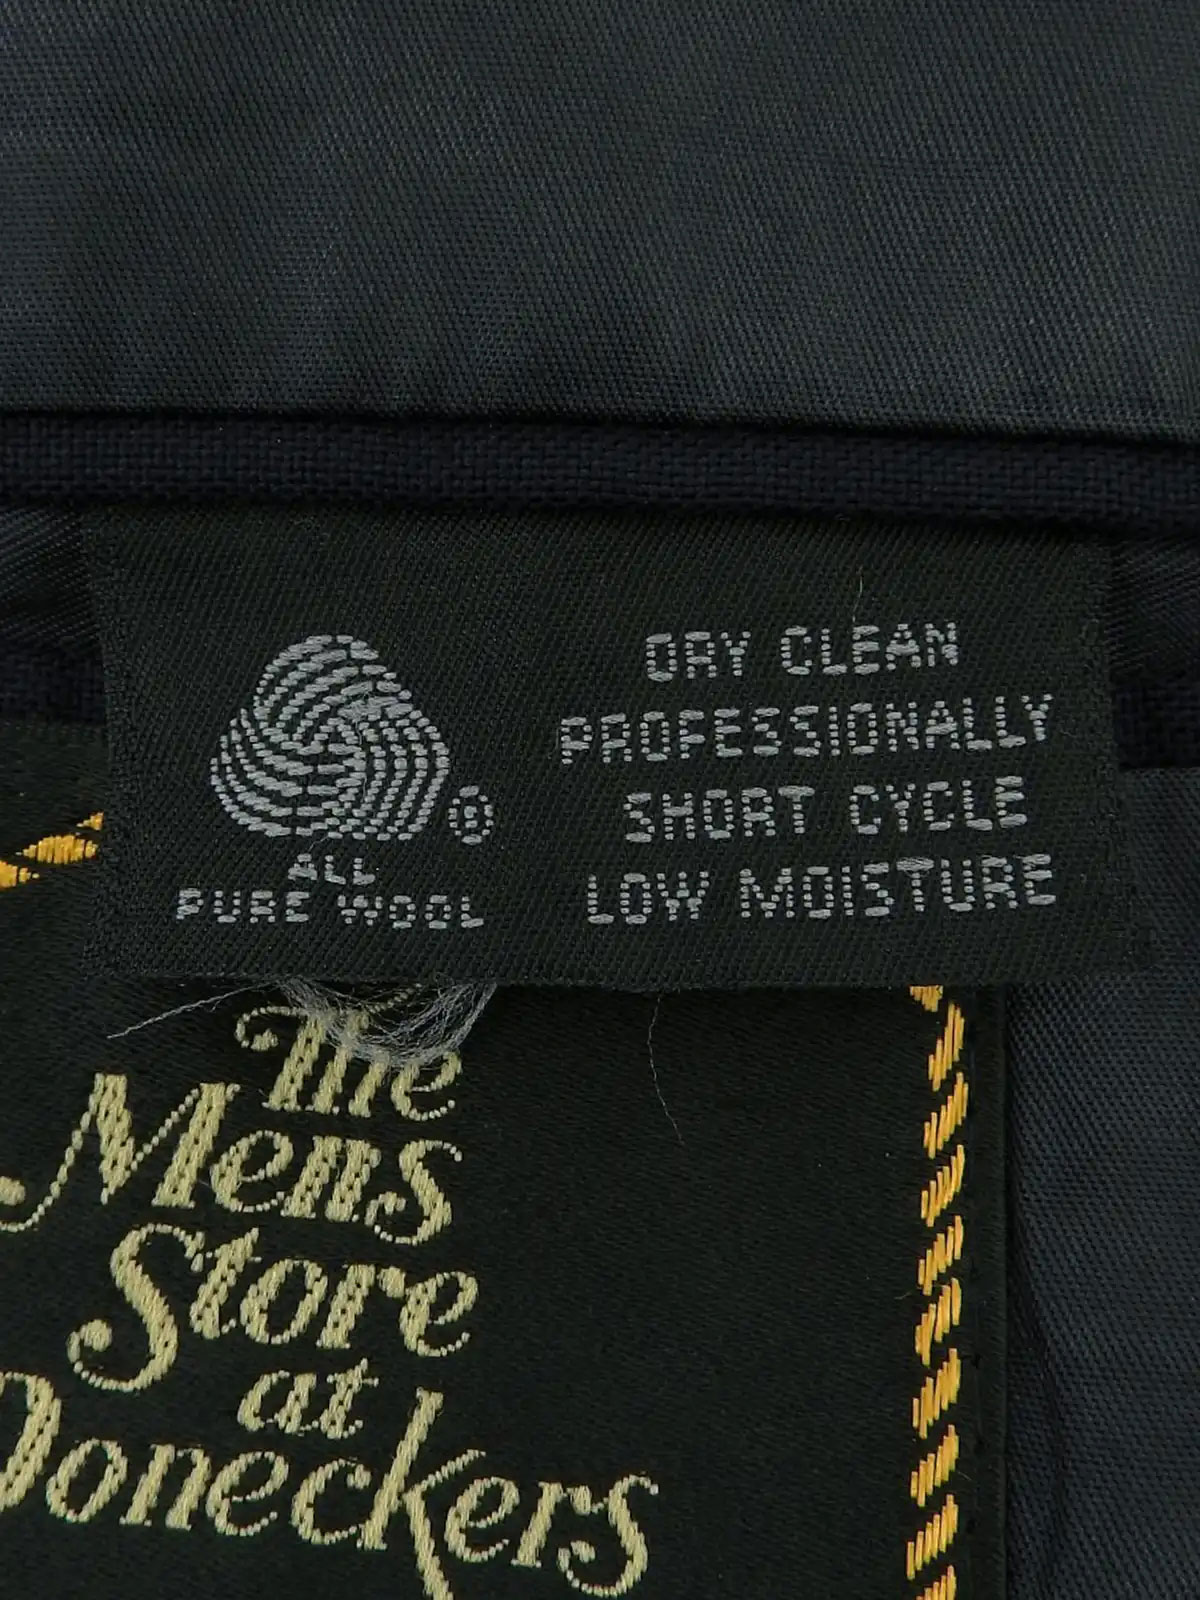 DRY CLEAN
PROFESSIONALLY
SHORT CYCLE
LOW MOISTURE
®
ALL
PURE WOOL
The
Mens
Store
at
Doneckers